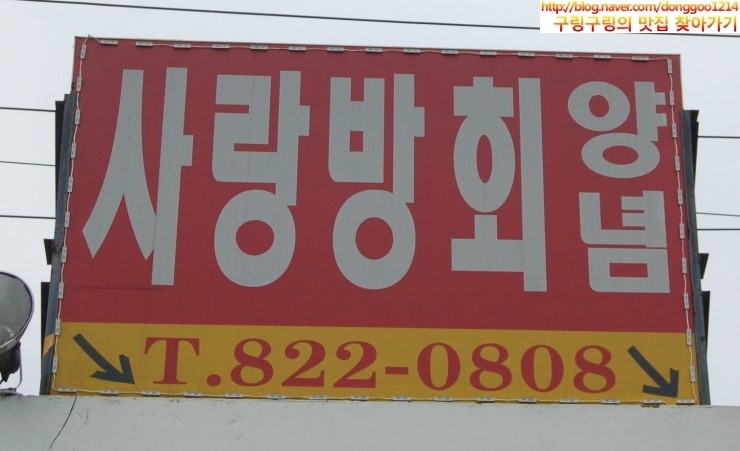 http://blog.naver.com/donggoo1214
구링구링의 맛집 찾아가기
사랑방회양념
T.822-0808